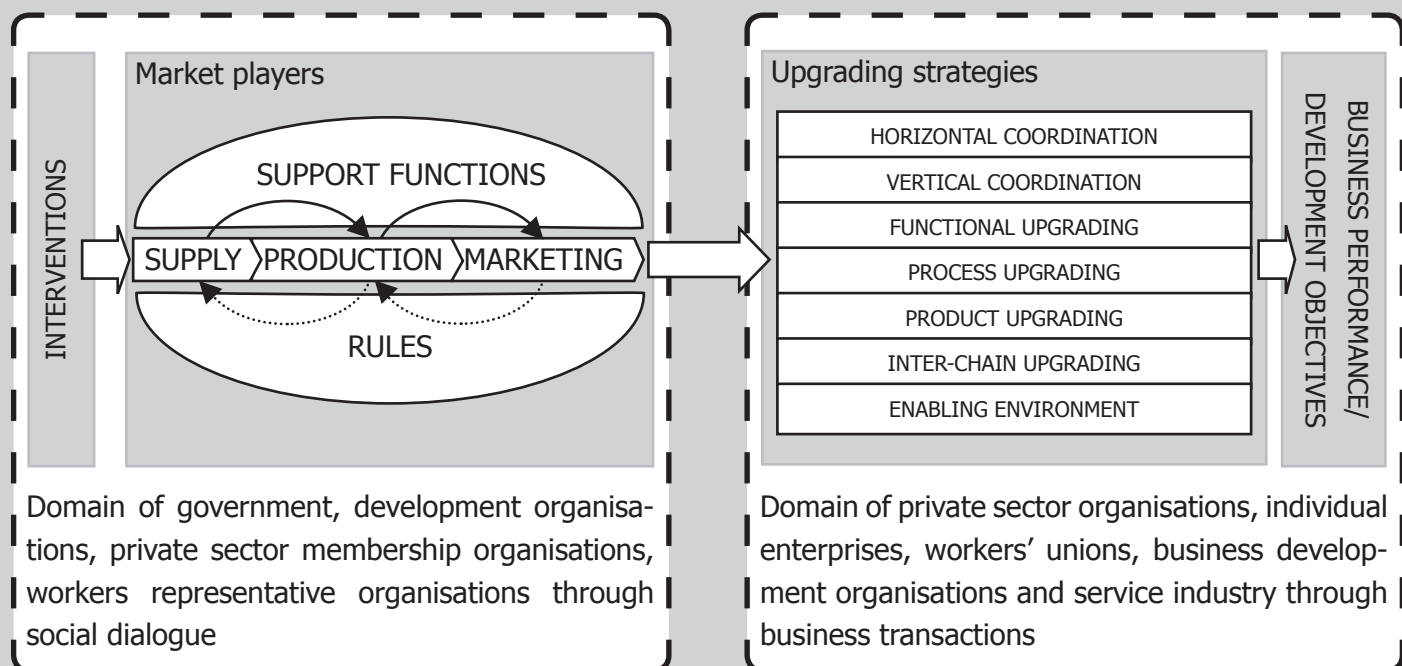 INTERVENTIONS
Market players
SUPPORT FUNCTIONS
SUPPLY PRODUCTION MARKETING
RULES
Domain of government, development organisa-
tions, private sector membership organisations,
workers representative organisations through
social dialogue
Upgrading strategies
HORIZONTAL COORDINATION
VERTICAL COORDINATION
FUNCTIONAL UPGRADING
PROCESS UPGRADING
PRODUCT UPGRADING
INTER-CHAIN UPGRADING
ENABLING ENVIRONMENT
BUSINESS PERFORMANCE/
DEVELOPMENT OBJECTIVES
Domain of private sector organisations, individual
enterprises, workers’ unions, business develop-
ment organisations and service industry through
business transactions